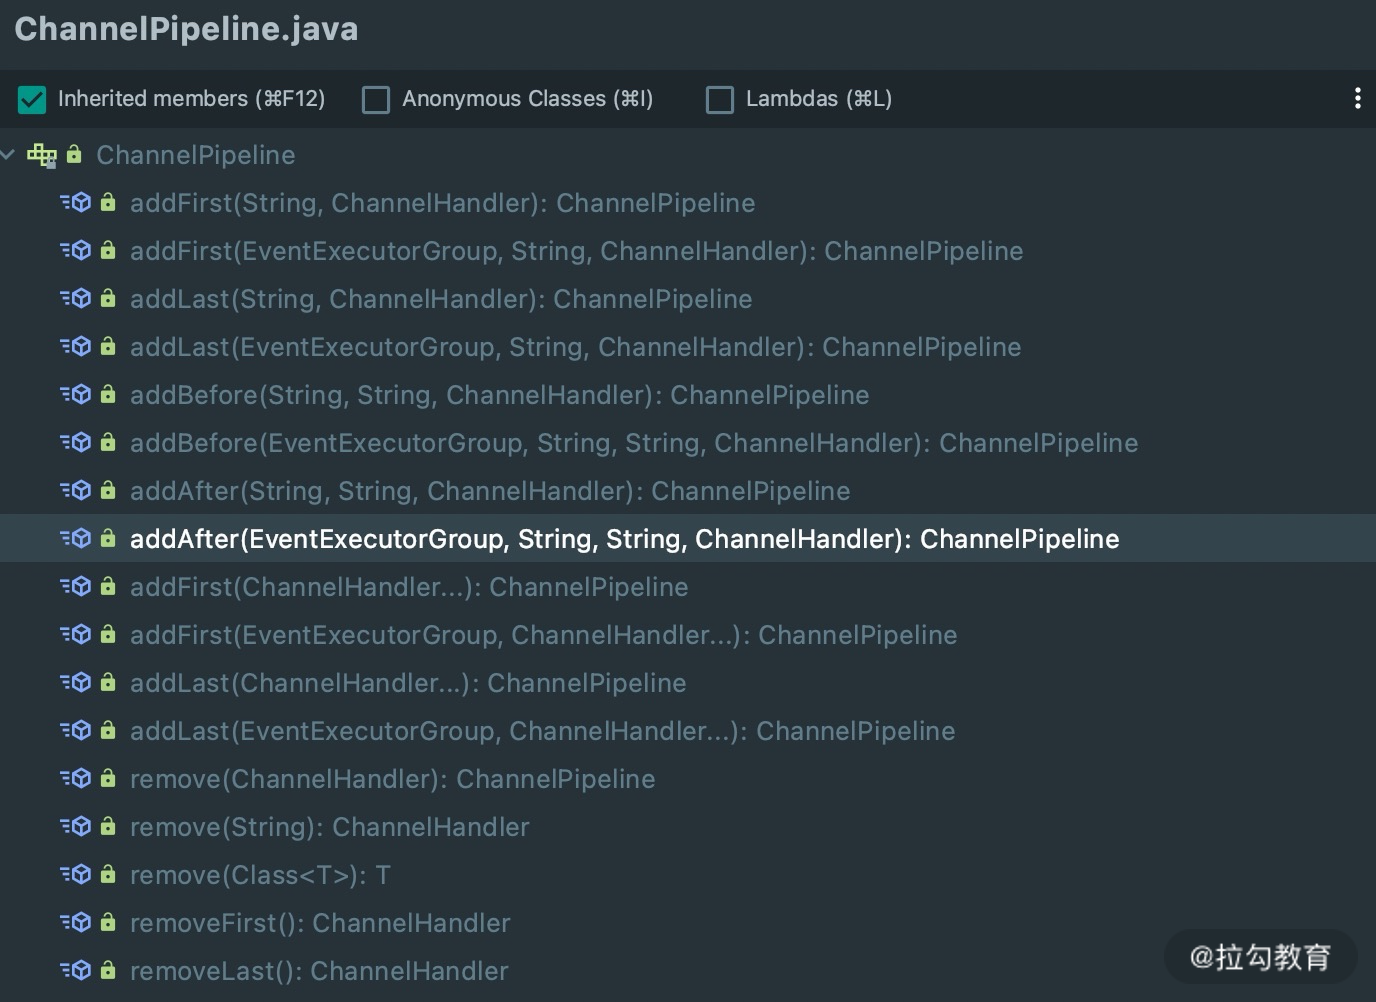 ChannelPipeline.java
Inherited members (⌘F12) Anonymous Classes (⌘I) Lambdas (⌘L)
ChannelPipeline
addFirst(String, ChannelHandler): ChannelPipeline
addFirst(EventExecutorGroup, String, ChannelHandler): ChannelPipeline
addLast(String, ChannelHandler): ChannelPipeline
addLast(EventExecutorGroup, String, ChannelHandler): ChannelPipeline
addBefore(String, String, ChannelHandler): ChannelPipeline
addBefore(EventExecutorGroup, String, String, ChannelHandler): ChannelPipeline
addAfter(String, String, ChannelHandler): ChannelPipeline
addAfter(EventExecutorGroup, String, String, ChannelHandler): ChannelPipeline
addFirst(ChannelHandler...): ChannelPipeline
addFirst(EventExecutorGroup, ChannelHandler...): ChannelPipeline
addLast(ChannelHandler...): ChannelPipeline
addLast(EventExecutorGroup, ChannelHandler...): ChannelPipeline
remove(ChannelHandler): ChannelPipeline
remove(String): ChannelHandler
remove(Class<T>): T
removeFirst(): ChannelHandler
removeLast(): ChannelHandler
@拉勾教育